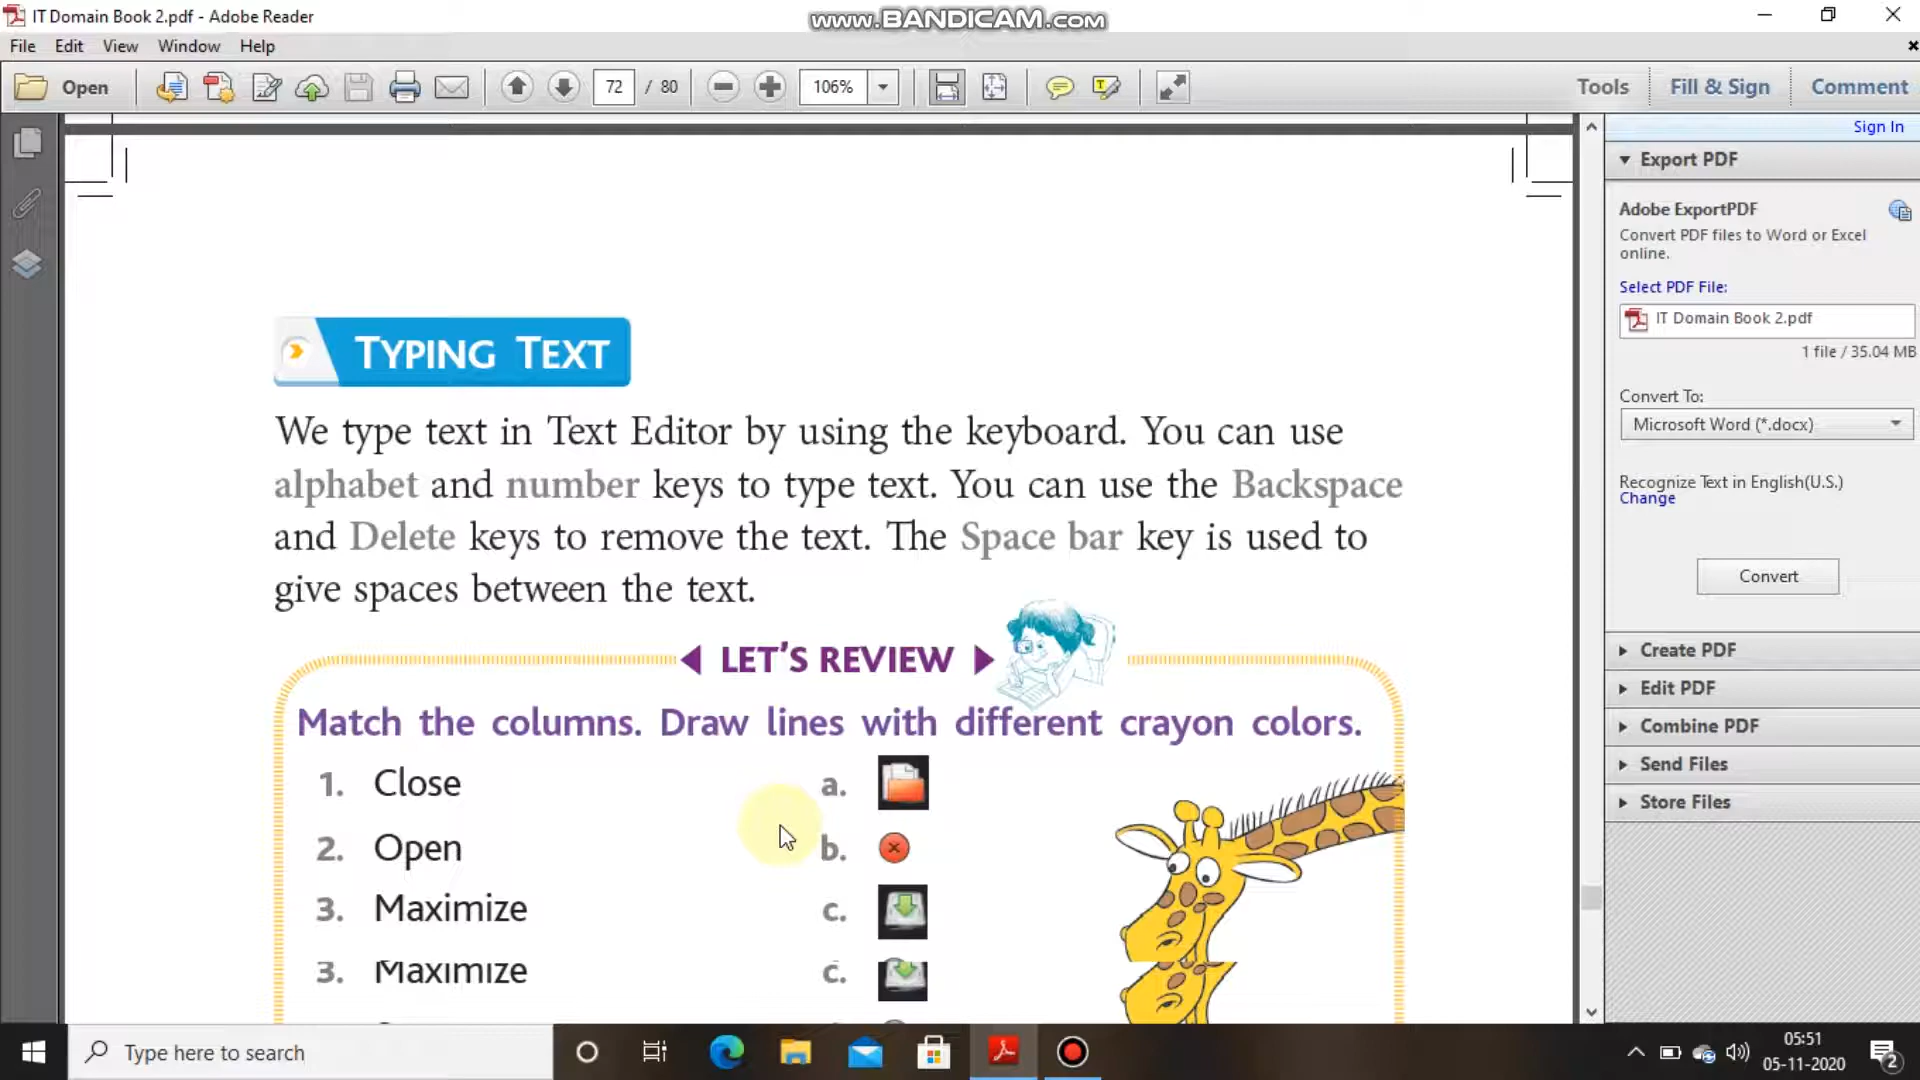 IT Domain Book 2.pdf - Adobe Reader
www.BANDICAM.com
File Edit View Window Help
Open 72 / 80 106% Tools Fill & Sign Comment
Sign In
Export PDF
Adobe ExportPDF
Convert PDF files to Word or Excel
online.
Select PDF File:
IT Domain Book 2.pdf
1 file / 35.04 MB
Convert To:
Microsoft Word (*.docx)
Recognize Text in English(U.S.)
Change
Convert
Create PDF
Edit PDF
Combine PDF
Send Files
Store Files
TYPING TEXT
We type text in Text Editor by using the keyboard. You can use
alphabet and number keys to type text. You can use the Backspace
and Delete keys to remove the text. The Space bar key is used to
give spaces between the text.
LET'S REVIEW
Match the columns. Draw lines with different crayon colors.
1. Close a.
2. Open b.
3. Maximize c.
3. Maximize c.
Type here to search
05:51
05-11-2020
2